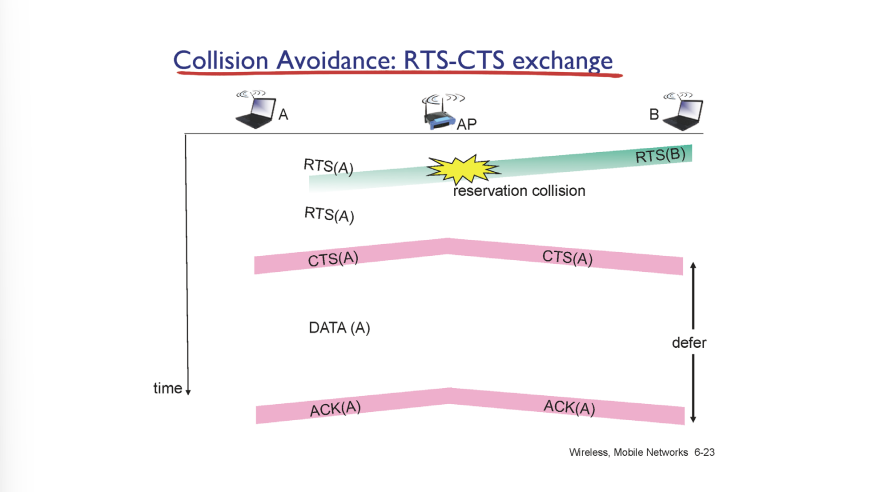 Collision Avoidance: RTS-CTS exchange
A
AP
B
RTS(A)
RTS(B)
reservation collision
RTS(A)
CTS(A)
CTS(A)
DATA (A)
defer
time
ACK(A)
ACK(A)
Wireless, Mobile Networks 6-23